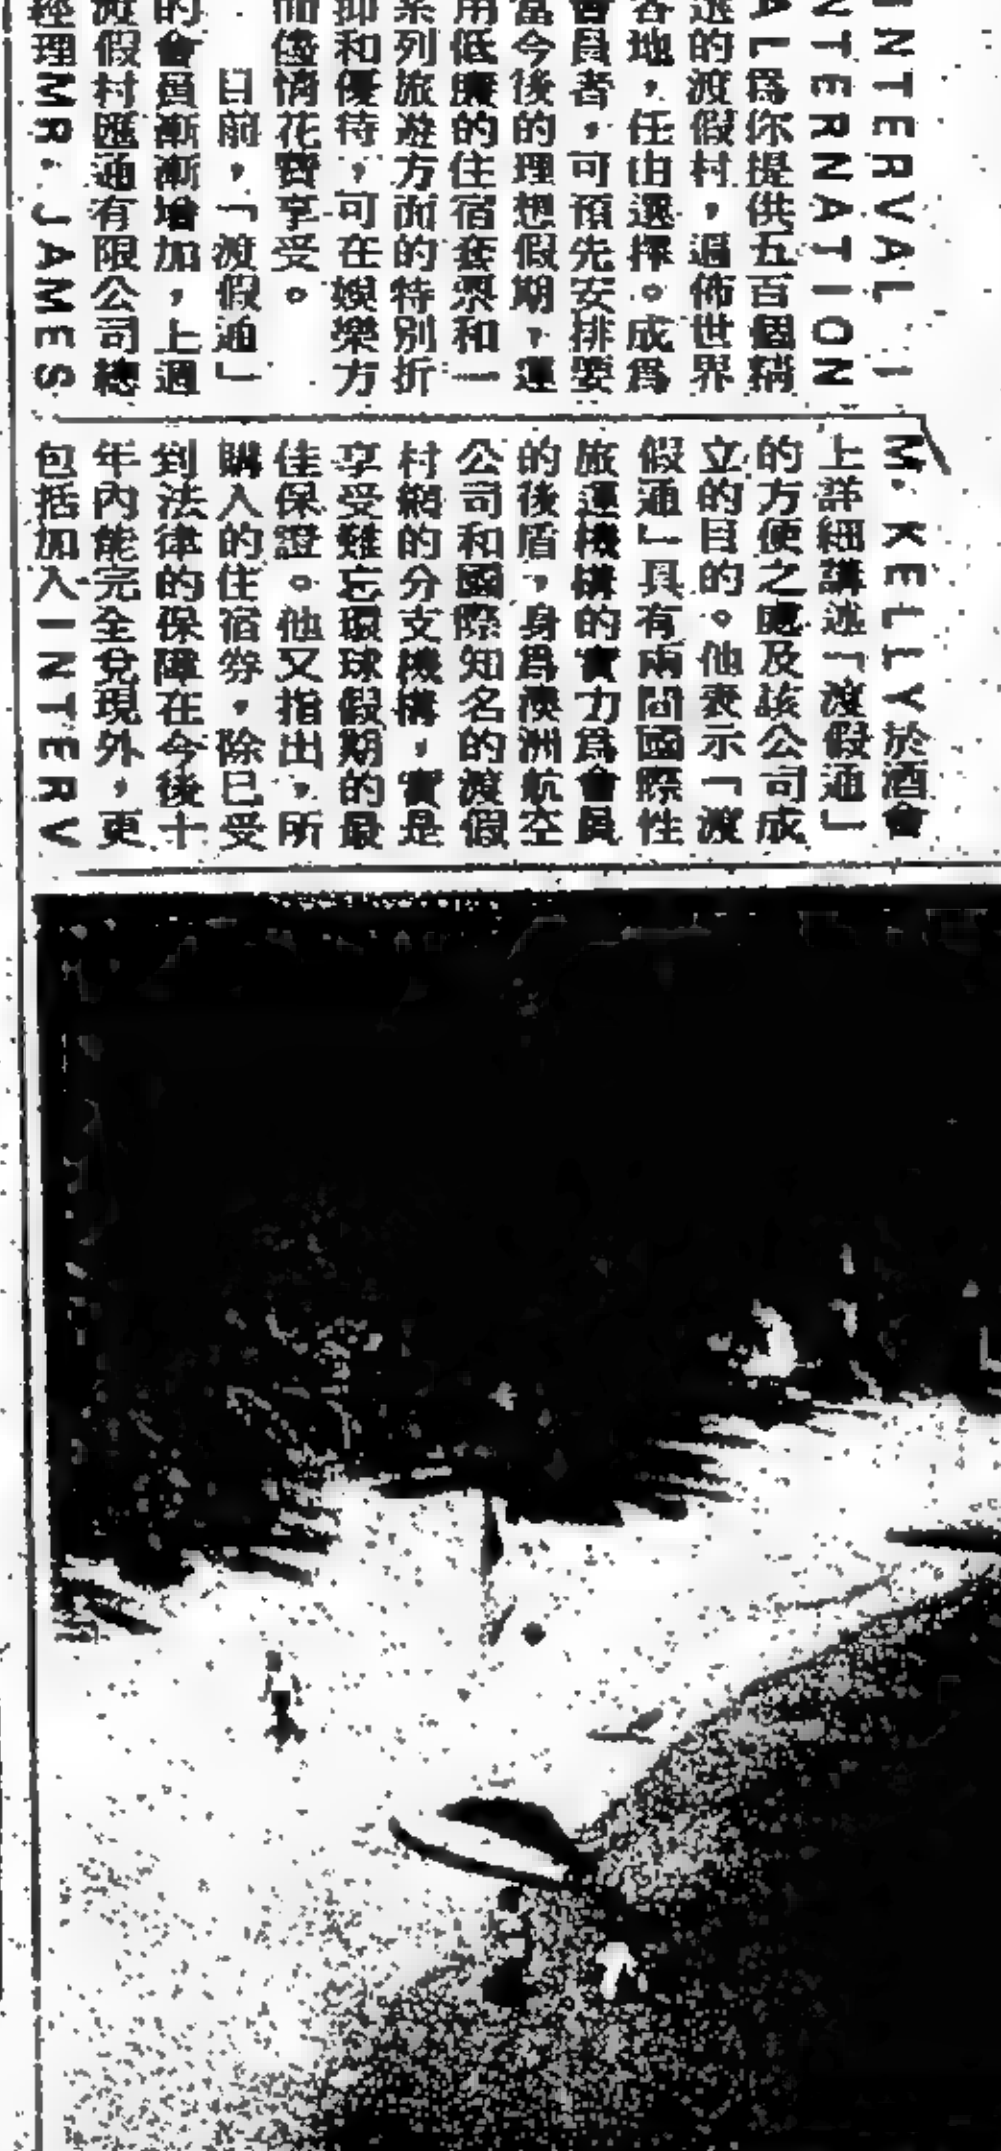 INTERVAL I
NTERNATION
AL爲你提供五百個精
選的渡假村，遍佈世界
各地，任由選擇。成爲
會員者，可預先安排要
當今後的理想假期，運
用低廉的住宿套票和一
系列旅遊方面的特別折
扣和優待，可在娛樂方
面儘情花費享受。
日前，「渡假通」
的會員漸漸增加，上週
渡假村匯通有限公司總
經理MR．JAMES
M．KELLY於酒會
上詳細講述「渡假通」
的方便之處及該公司成
立的目的。他表示「渡
假通」具有兩間國際性
旅運機構的實力爲會員
的後盾，身爲澳洲航空
公司和國際知名的渡假
村網的分支機構，實是
享受難忘環球假期的最
佳保證。他又指出，所
購入的住宿券，除已受
到法律的保障在今後十
年內能完全兌現外，更
包括加入INTERV